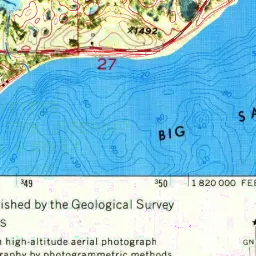 x1492
27
BIG SA
349 350 1 820 000 FEE
ished by the Geological Survey
S
high-altitude aerial photograph
GN
graphy by photogrammetric methods